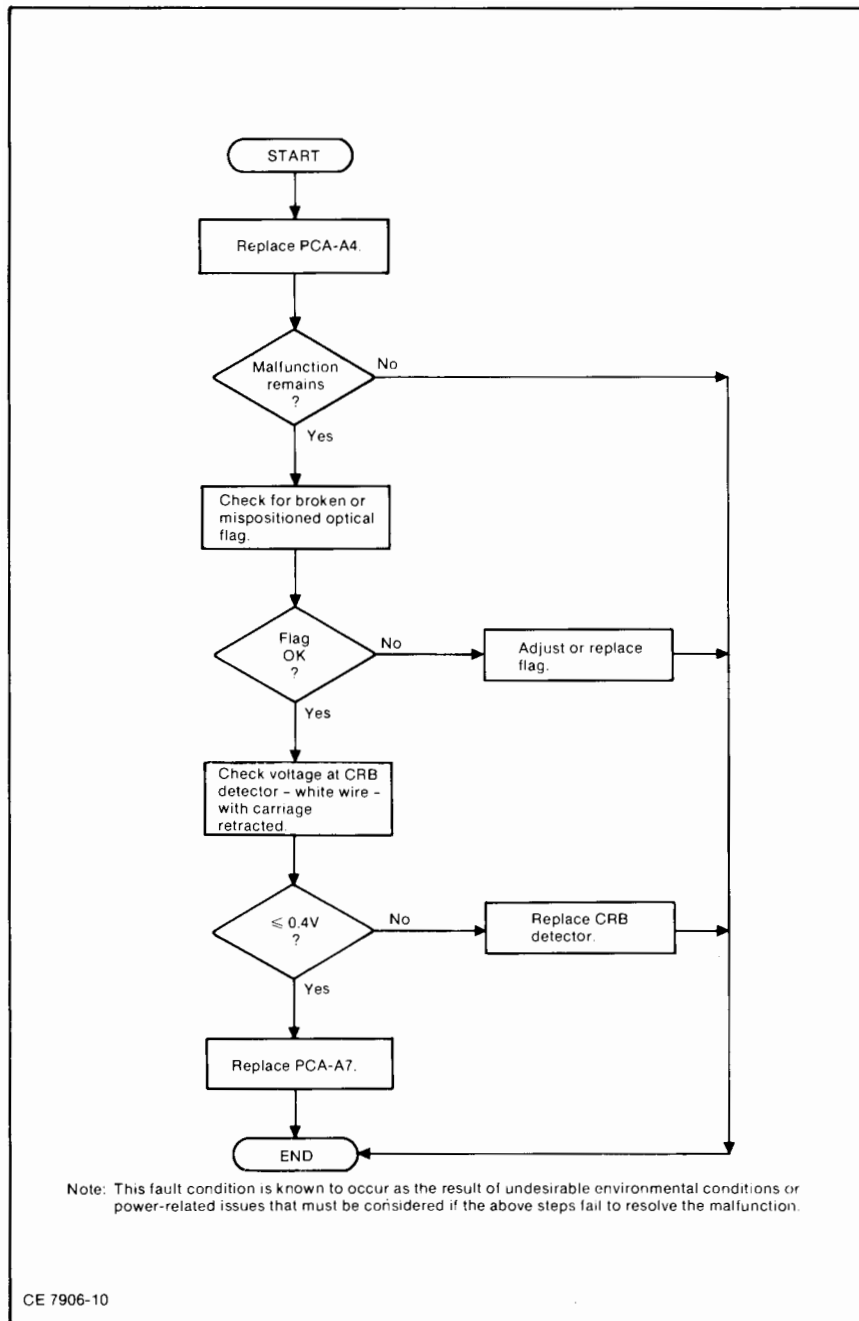 START
Replace PCA-A4.
Malfunction
remains
?
No
Yes
Check for broken or
mispositioned optical
flag.
Flag
OK
?
No
Adjust or replace
flag.
Yes
Check voltage at CRB
detector – white wire –
with carriage
retracted.
≤ 0.4V
?
No
Replace CRB
detector.
Yes
Replace PCA-A7.
END
Note: This fault condition is known to occur as the result of undesirable environmental conditions or
power-related issues that must be considered if the above steps fail to resolve the malfunction.
CE 7906-10